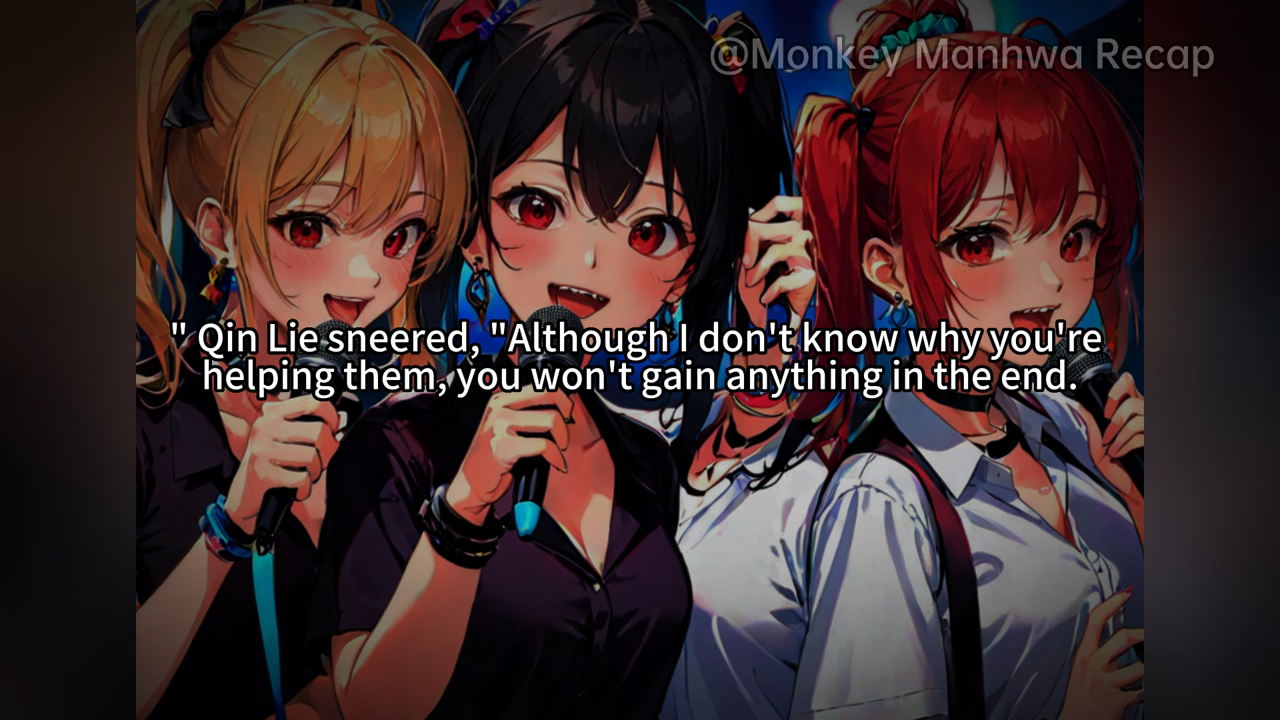 @Monkey Manhwa Recap
" Qin Lie sneered, "Although I don't know why you're
helping them, you won't gain anything in the end.